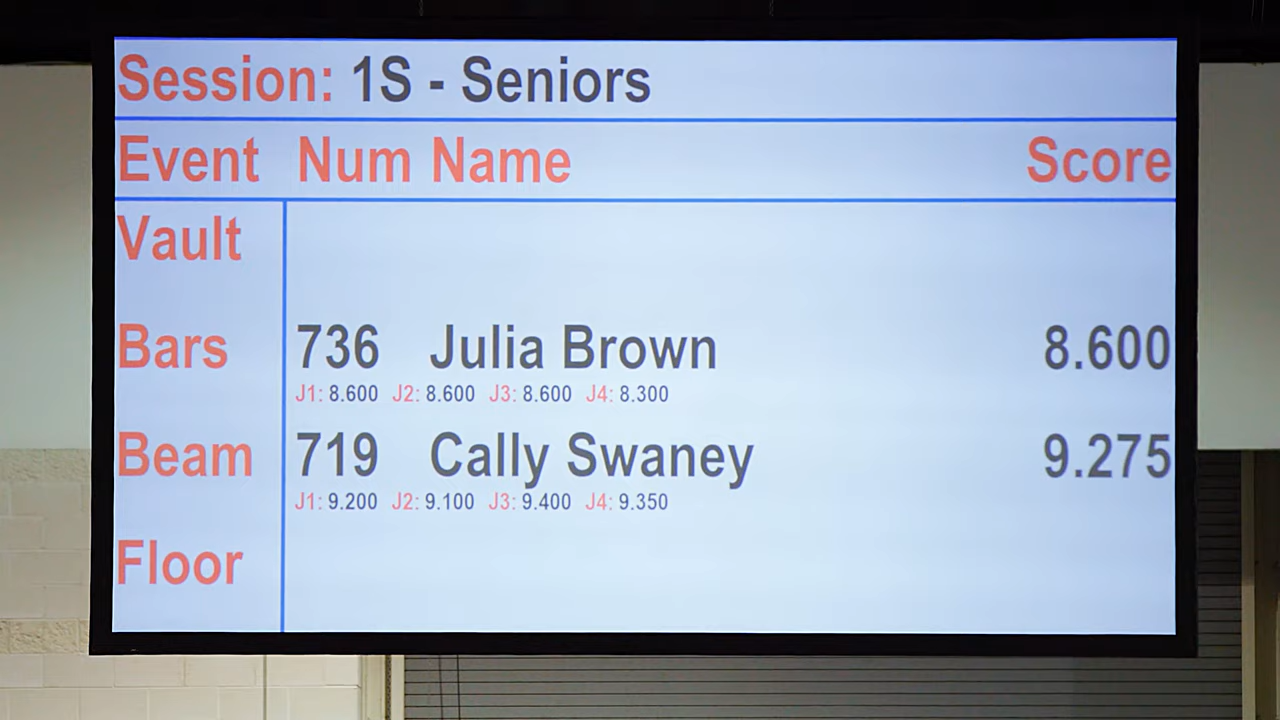 Session: 1S - Seniors
Event Num Name Score
Vault
Bars 736 Julia Brown 8.600
J1: 8.600 J2: 8.600 J3: 8.600 J4: 8.300
Beam 719 Cally Swaney 9.275
J1: 9.200 J2: 9.100 J3: 9.400 J4: 9.350
Floor